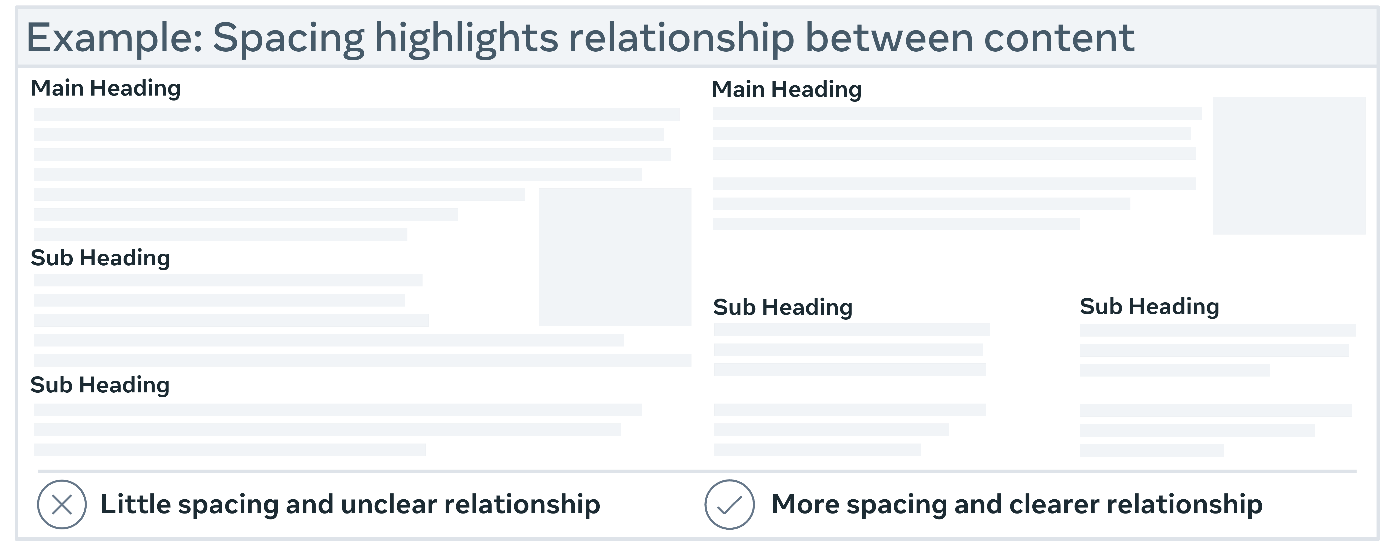 Example: Spacing highlights relationship between content
Main Heading
Sub Heading
Sub Heading
Main Heading
Sub Heading
Sub Heading
Little spacing and unclear relationship
More spacing and clearer relationship